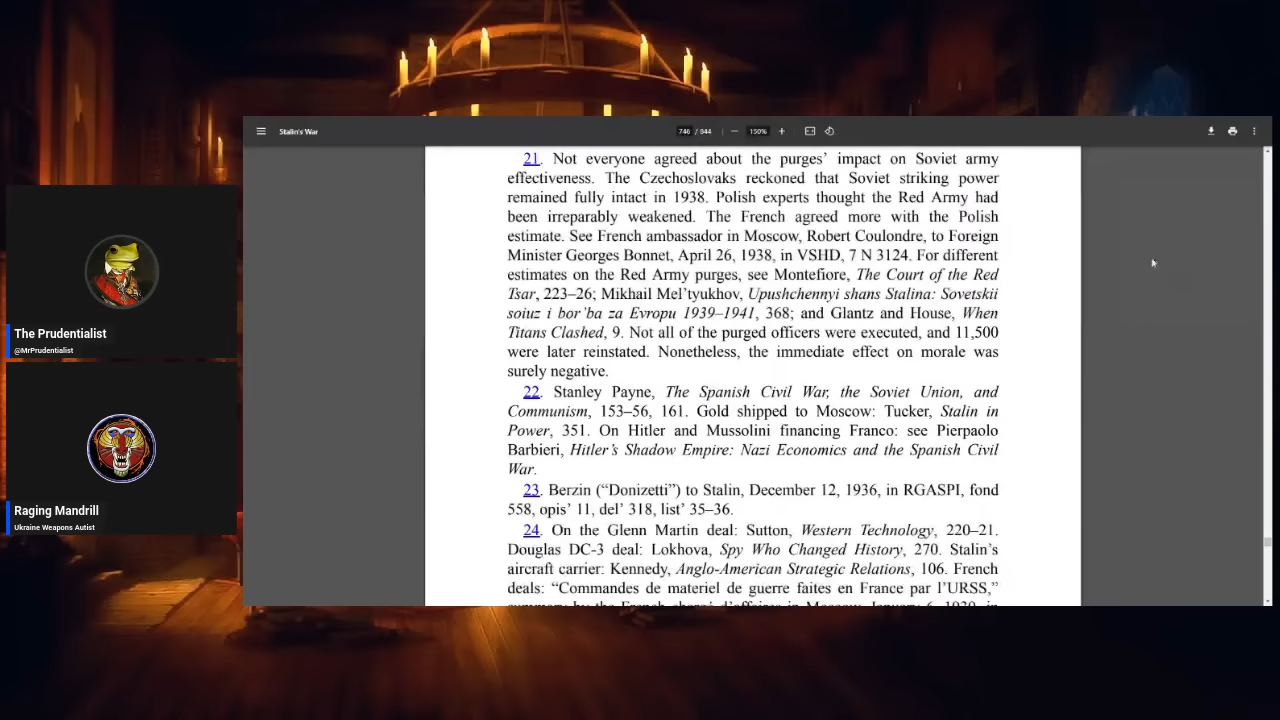 Stalin's War
746 / 844
150%
21. Not everyone agreed about the purges' impact on Soviet army
effectiveness. The Czechoslovaks reckoned that Soviet striking power
remained fully intact in 1938. Polish experts thought the Red Army had
been irreparably weakened. The French agreed more with the Polish
estimate. See French ambassador in Moscow, Robert Coulondre, to Foreign
Minister Georges Bonnet, April 26, 1938, in VSHD, 7 N 3124. For different
estimates on the Red Army purges, see Montefiore, The Court of the Red
Tsar, 223–26; Mikhail Mel'tyukhov, Upushchennyi shans Stalina: Sovetskii
soiuz i bor'ba za Evropu 1939–1941, 368; and Glantz and House, When
Titans Clashed, 9. Not all of the purged officers were executed, and 11,500
were later reinstated. Nonetheless, the immediate effect on morale was
surely negative.
22. Stanley Payne, The Spanish Civil War, the Soviet Union, and
Communism, 153–56, 161. Gold shipped to Moscow: Tucker, Stalin in
Power, 351. On Hitler and Mussolini financing Franco: see Pierpaolo
Barbieri, Hitler's Shadow Empire: Nazi Economics and the Spanish Civil
War.
23. Berzin (“Donizetti”) to Stalin, December 12, 1936, in RGASPI, fond
558, opis' 11, del' 318, list' 35–36.
24. On the Glenn Martin deal: Sutton, Western Technology, 220–21.
Douglas DC-3 deal: Lokhova, Spy Who Changed History, 270. Stalin's
aircraft carrier: Kennedy, Anglo-American Strategic Relations, 106. French
deals: “Commandes de materiel de guerre faites en France par l'URSS,”
The Prudentialist
@MrPrudentialist
Raging Mandrill
Ukraine Weapons Autist